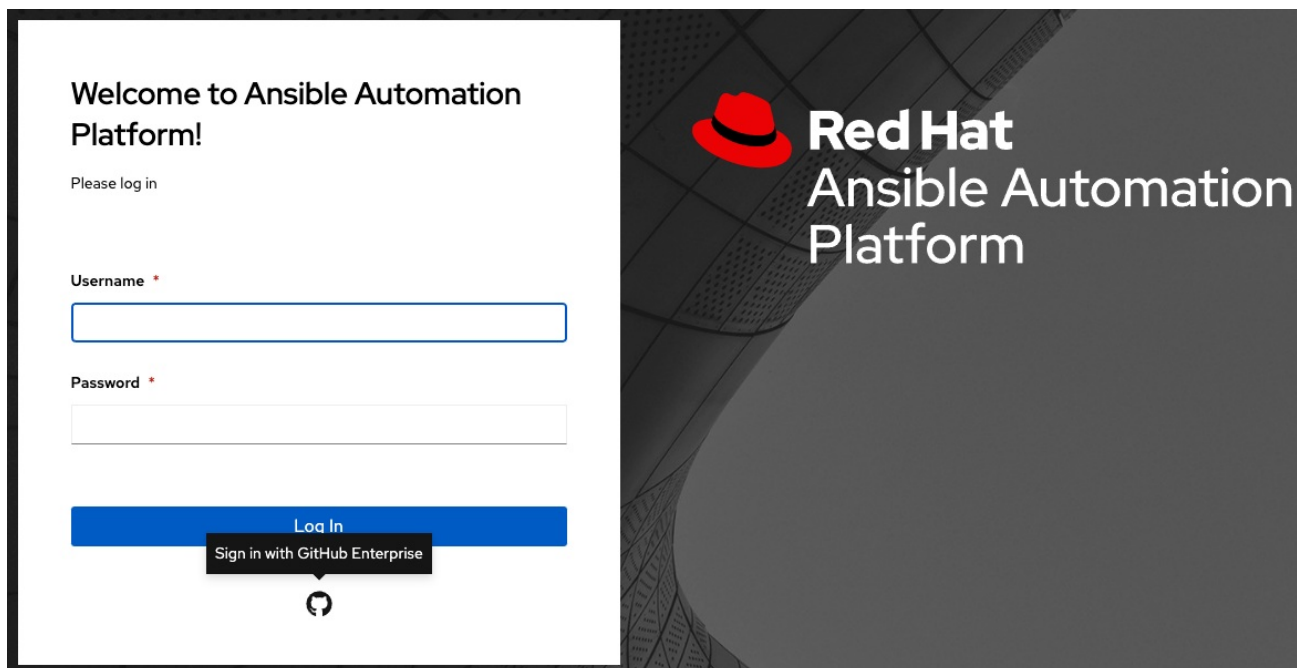 Welcome to Ansible Automation
Platform!
Please log in
Username *
Password *
Log In
Sign in with GitHub Enterprise
Red Hat
Ansible Automation
Platform